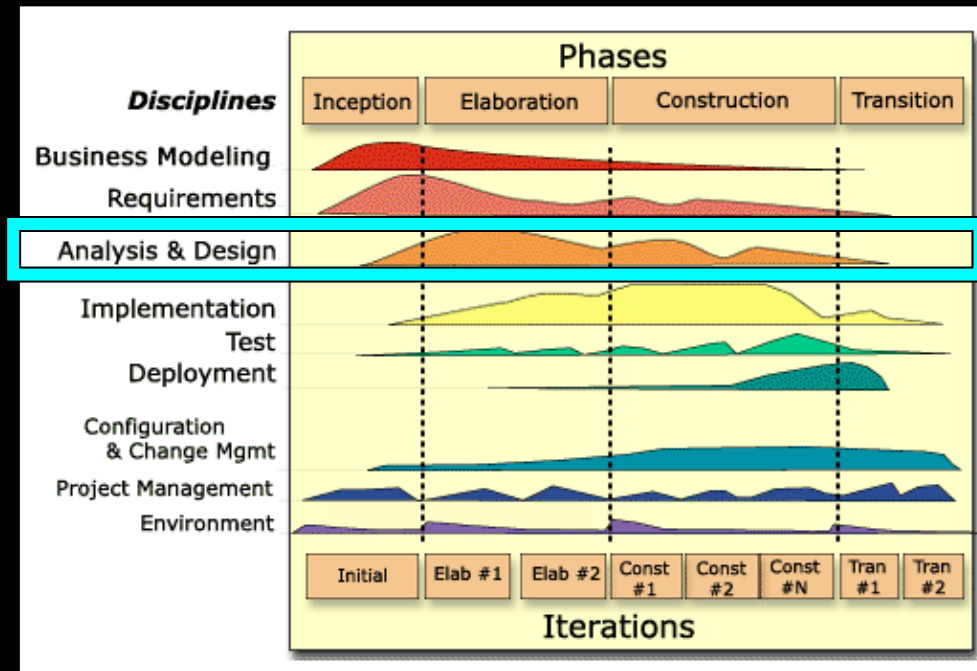 Phases
Disciplines
Inception
Elaboration
Construction
Transition
Business Modeling
Requirements
Analysis & Design
Implementation
Test
Deployment
Configuration
& Change Mgmt
Project Management
Environment
Initial
Elab #1
Elab #2
Const
#1
Const
#2
Const
#N
Tran
#1
Tran
#2
Iterations